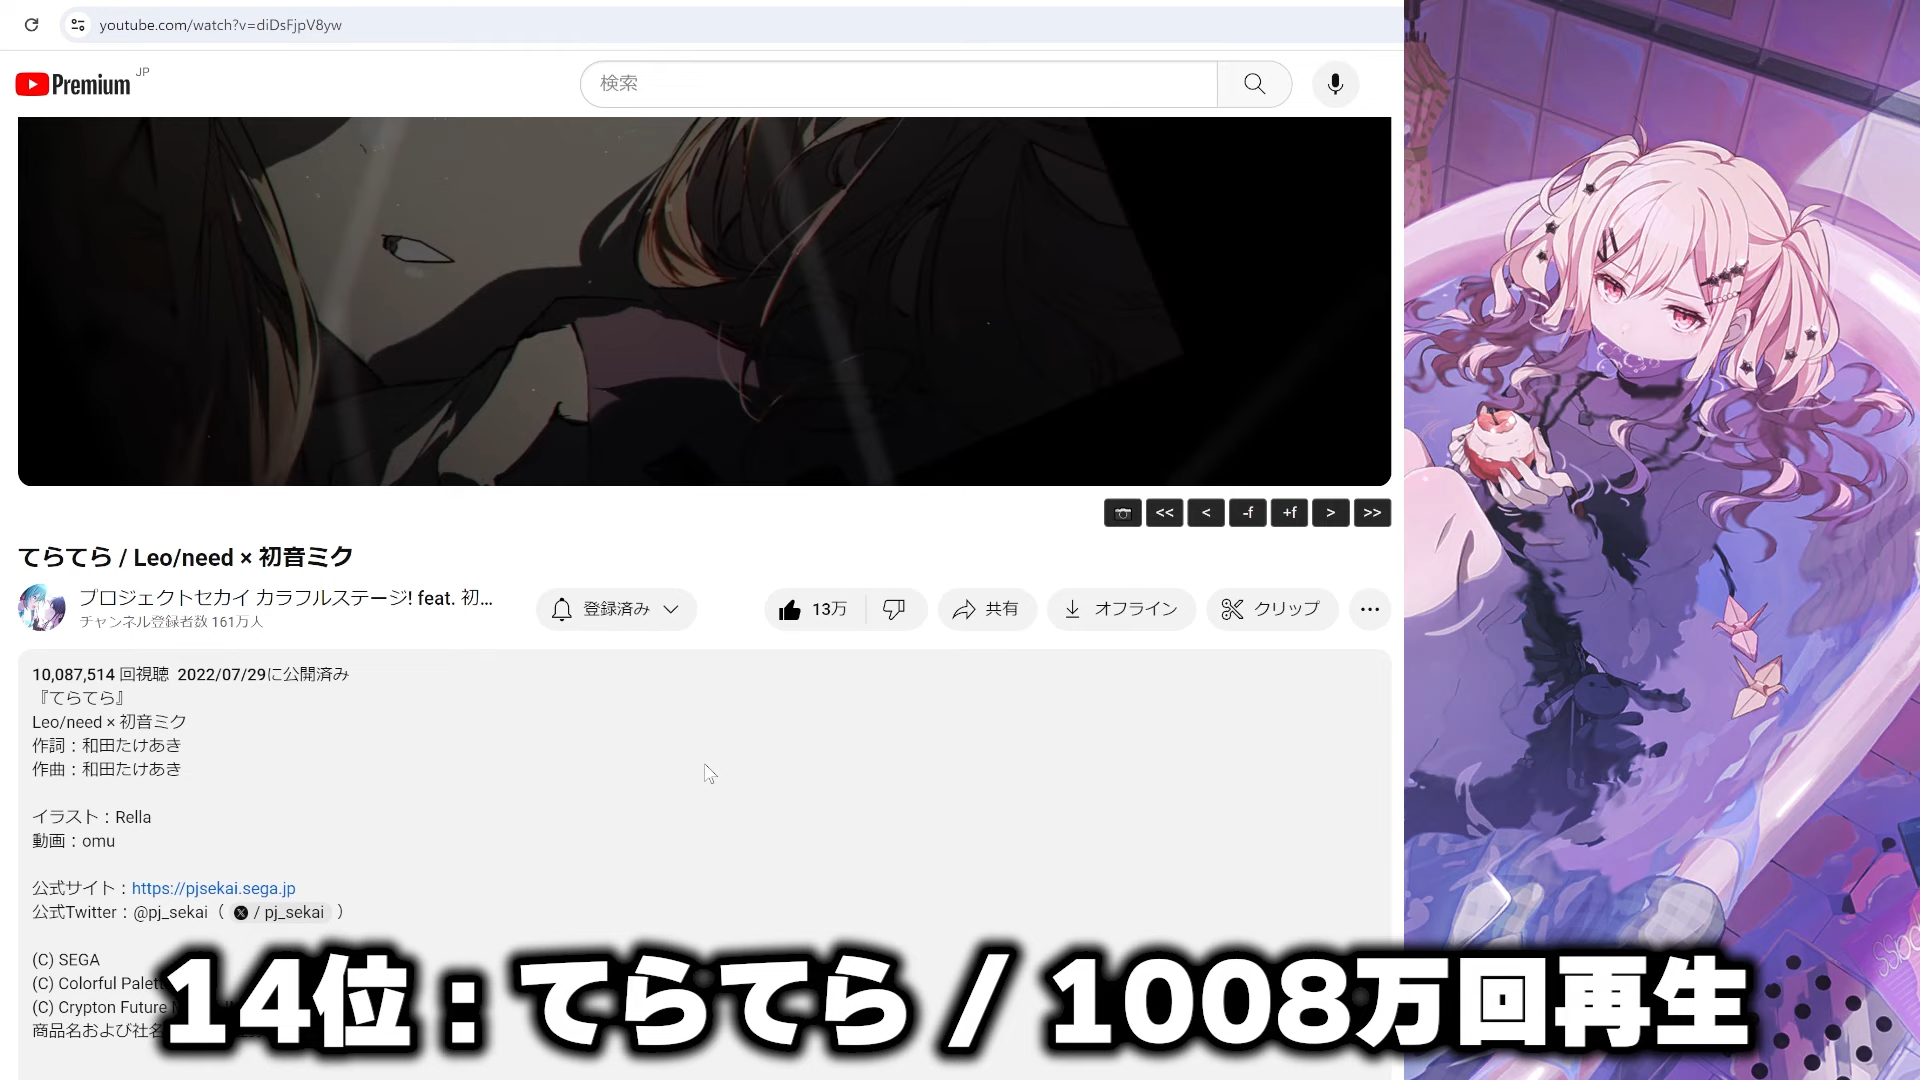 youtube.com/watch?v=diDsFjpV8yw
Premium JP
検索
<< < -f +f > >>
てらてら / Leo/need × 初音ミク
プロジェクトセカイ カラフルステージ! feat. 初...
チャンネル登録者数 161万人
登録済み
13万
共有
オフライン
クリップ
10,087,514 回視聴 2022/07/29に公開済み
『てらてら』
Leo/need × 初音ミク
作詞：和田たけあき
作曲：和田たけあき
イラスト：Rella
動画：omu
公式サイト：https://pjsekai.sega.jp
公式Twitter：@pj_sekai（ X / pj_sekai ）
(C) SEGA
(C) Colorful Palett
(C) Crypton Future
商品名および社名
14位：てらてら / 1008万回再生